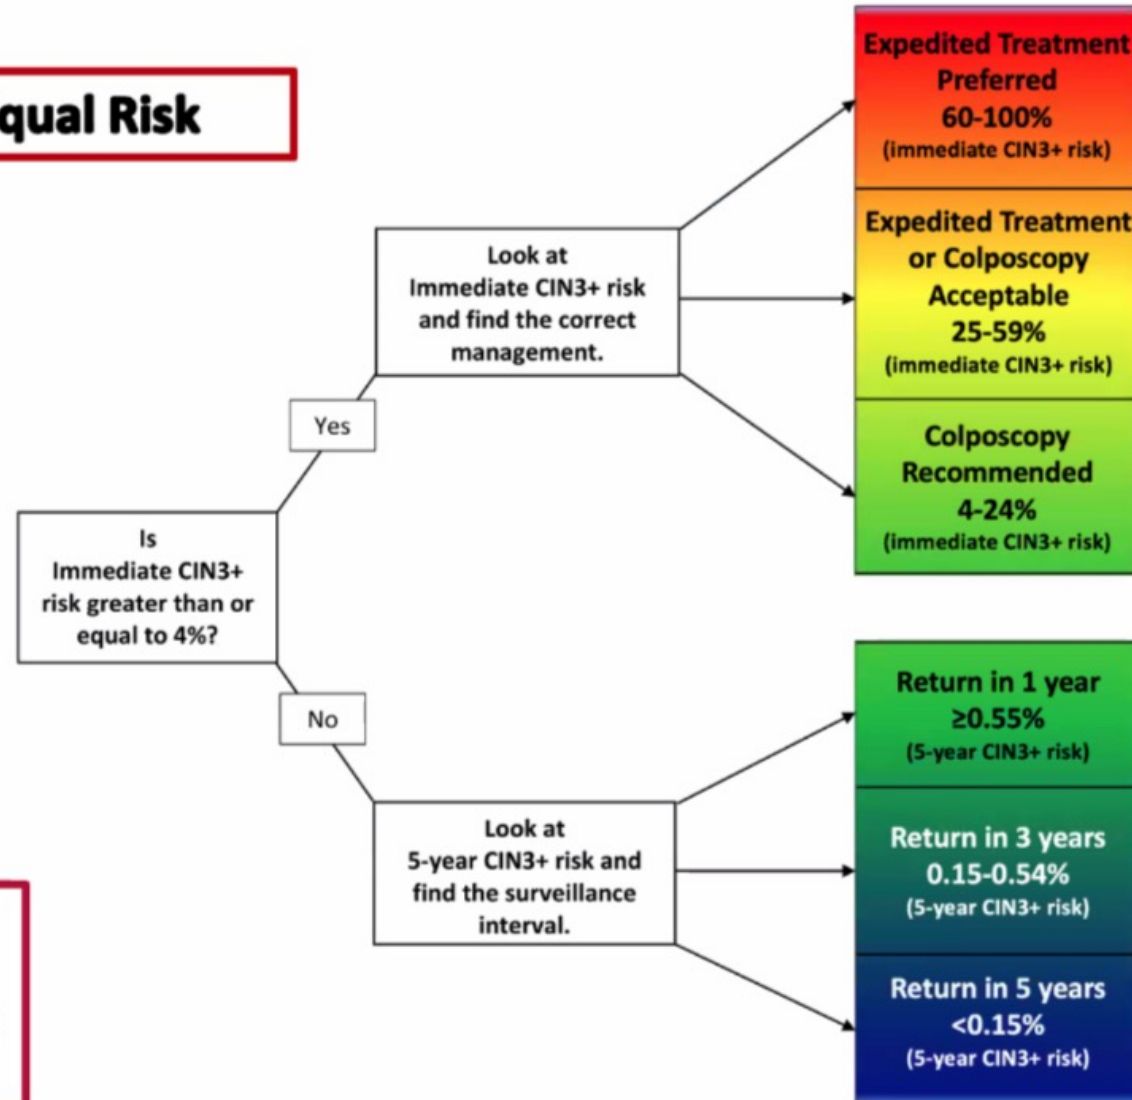 qual Risk
Expedited Treatment
Preferred
60-100%
(immediate CIN3+ risk)
Expedited Treatment
or Colposcopy
Acceptable
25-59%
(immediate CIN3+ risk)
Colposcopy
Recommended
4-24%
(immediate CIN3+ risk)
Look at
Immediate CIN3+ risk
and find the correct
management.
Yes
Is
Immediate CIN3+
risk greater than or
equal to 4%?
No
Look at
5-year CIN3+ risk and
find the surveillance
interval.
Return in 1 year
≥0.55%
(5-year CIN3+ risk)
Return in 3 years
0.15-0.54%
(5-year CIN3+ risk)
Return in 5 years
<0.15%
(5-year CIN3+ risk)